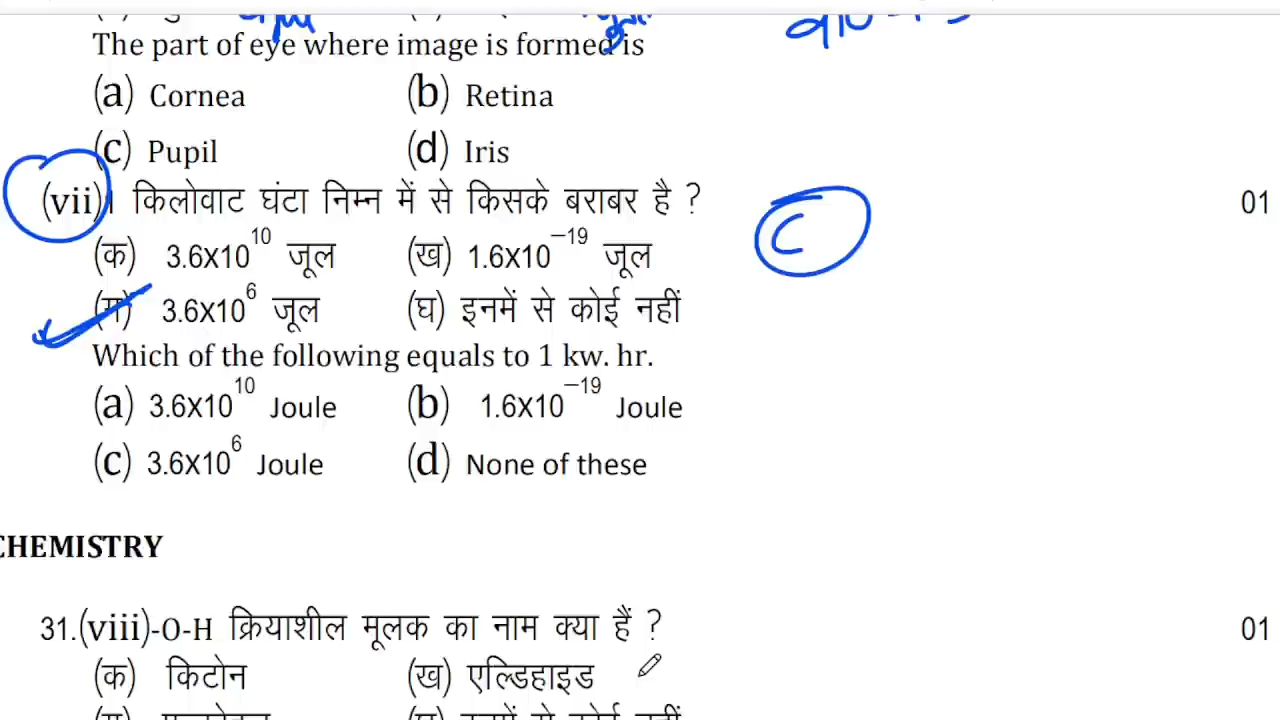 The part of eye where image is formed is
(a) Cornea (b) Retina
(c) Pupil (d) Iris
(vii)1 किलोवाट घंटा निम्न में से किसके बराबर है ? 01
(क) 3.6X10^10 जूल (ख) 1.6X10^–19 जूल
(ग) 3.6X10^6 जूल (घ) इनमें से कोई नहीं
C
Which of the following equals to 1 kw. hr.
(a) 3.6X10^10 Joule (b) 1.6X10^–19 Joule
(c) 3.6X10^6 Joule (d) None of these
CHEMISTRY
31.(viii)-O-H क्रियाशील मूलक का नाम क्या हैं ? 01
(क) किटोन (ख) एल्डिहाइड